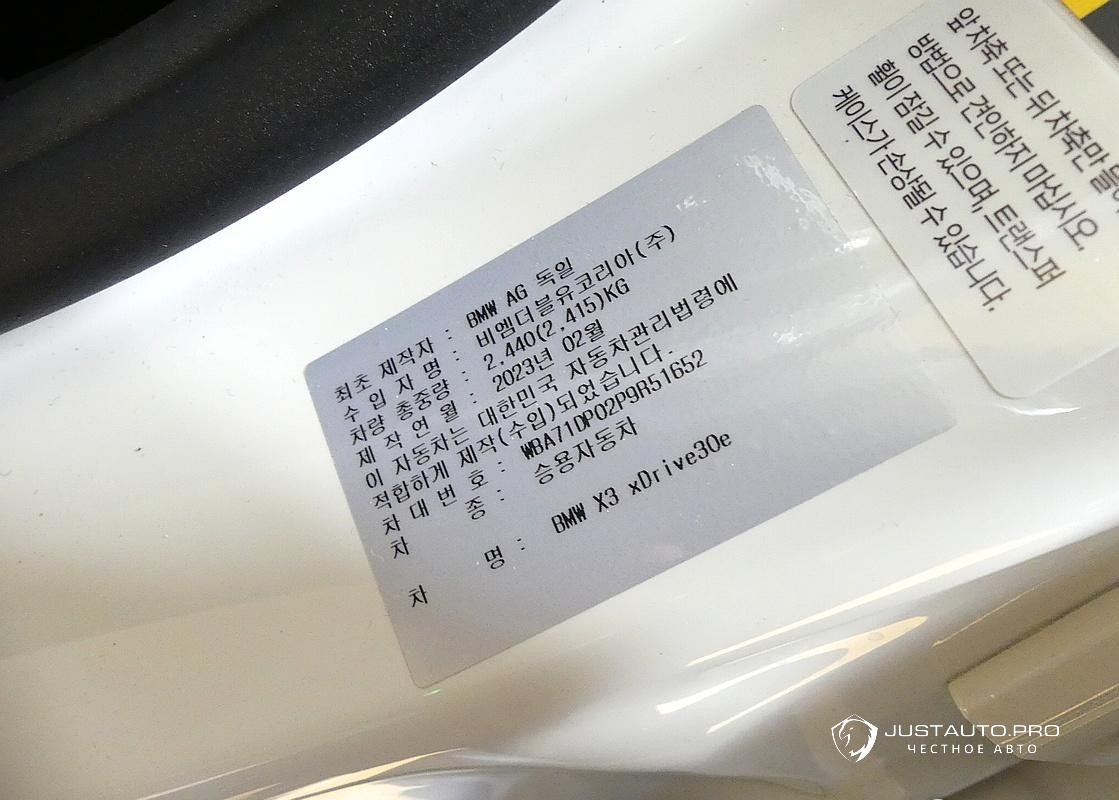 최초 제작자 : BMW AG 독일
수 입 자 명 : 비엠더블유코리아(주)
차량 총중량 : 2,440(2,415)KG
제 작 연 월 : 2023년 02월
이 자동차는 대한민국 자동차관리법령에
적합하게 제작(수입)되었습니다.
차 대 번 호 : WBA71DP02P9R51652
차 종 : 승용자동차
차 명 : BMW X3 xDrive30e
앞 차축 또는 뒤 차축만
방법으로 견인하지 마십시오.
휠이 잠길 수 있으며, 트랜스퍼
케이스가 손상될 수 있습니다.
JUSTAUTO.PRO
ЧЕСТНОЕ АВТО